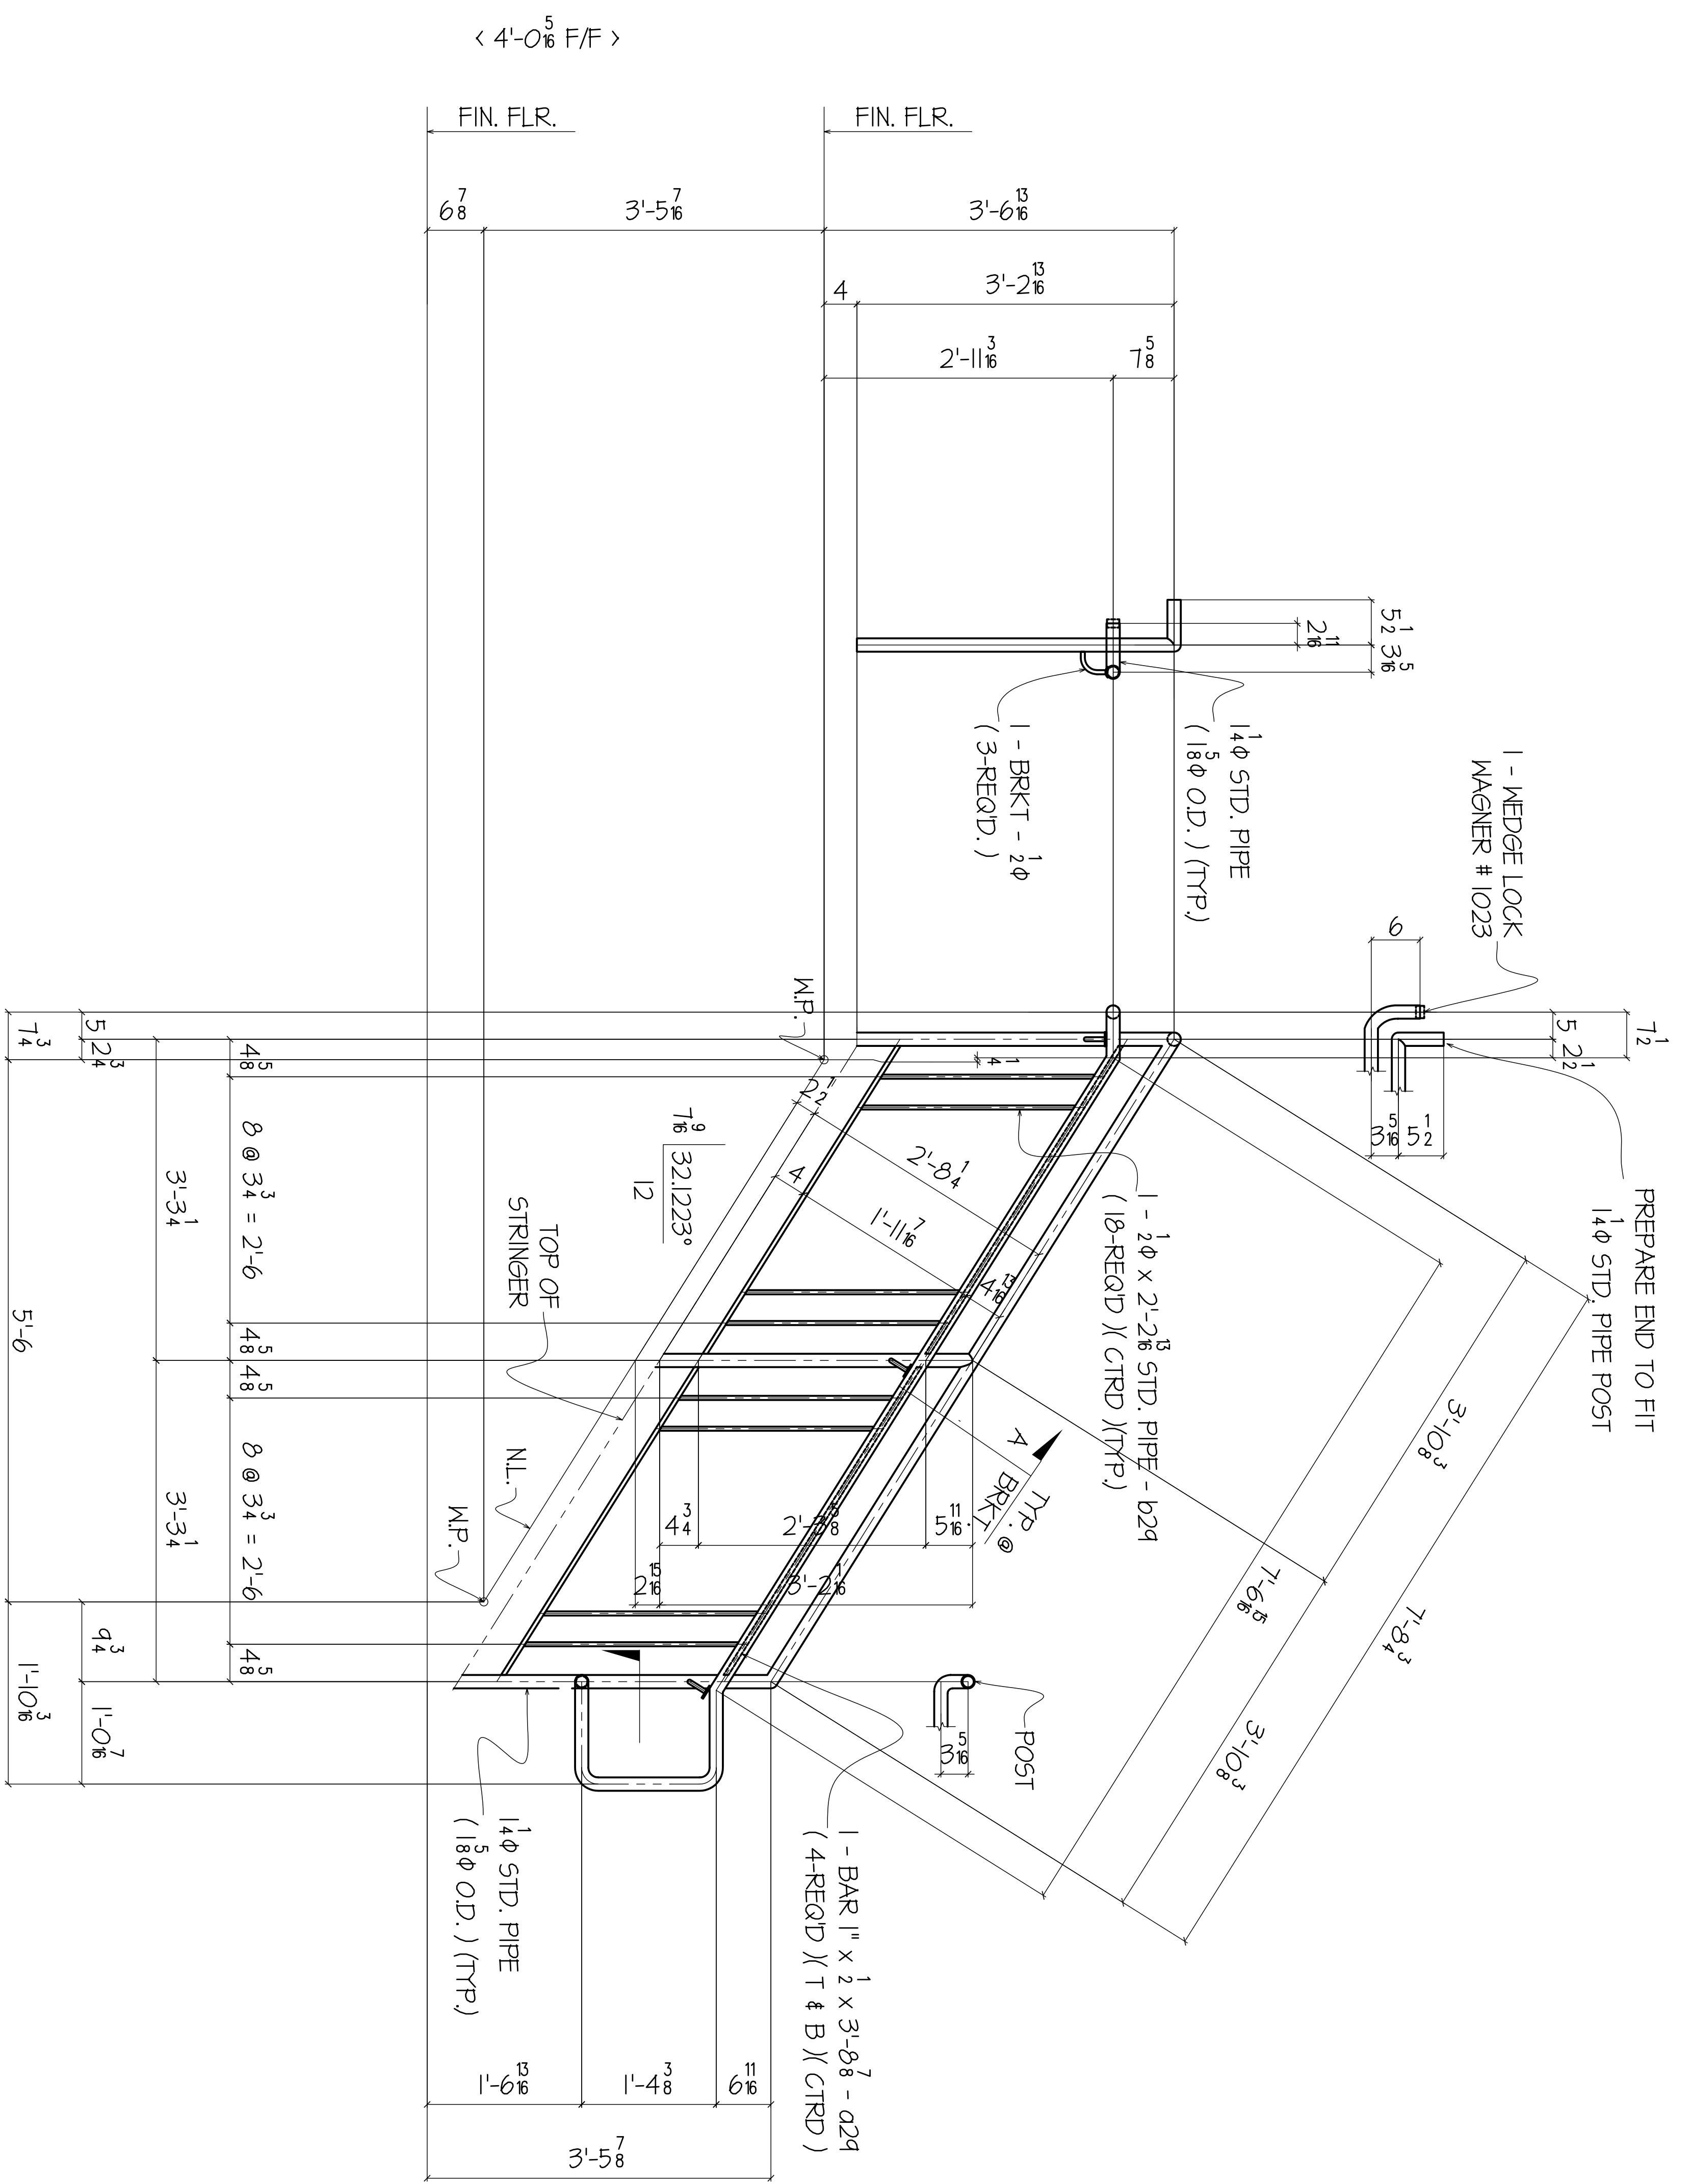 < 4'-0 5/16 F/F >
FIN. FLR.
FIN. FLR.
6 7/8
3'-5 7/16
3'-6 13/16
4
3'-2 13/16
2'-11 3/16
7 5/8
5 1/2
3 5/16
2 11/16
1 1/4Φ STD. PIPE
( 1 5/8Φ O.D. ) (TYP.)
1 - BRKT - 1/2Φ
( 3-REQ'D. )
1 - WEDGE LOCK
WAGNER # 1023
6
7 1/2
5
2 1/2
3 5/16
5 1/2
PREPARE END TO FIT
1 1/4Φ STD. PIPE POST
W.P.
1/4
2 1/2
2'-8 1/4
4
1'-11 7/16
4 13/16
7 9/16
32.1223°
12
TOP OF
STRINGER
1 - 1/2Φ x 2'-2 13/16 STD. PIPE - b29
( 18-REQ'D )( CTRD )(TYP.)
A
TYP. @
BRKT.
3'-10 3/8
7'-6 15/16
7'-8 3/4
3'-10 3/8
4 3/4
2'-3 5/8
5 11/16
2 15/16
3'-2 1/16
N.L.
W.P.
POST
3 5/16
1 - BAR 1" x 1/2 x 3'-8 7/8 - a29
( 4-REQ'D )( T & B )( CTRD )
1 1/4Φ STD. PIPE
( 1 5/8Φ O.D. ) (TYP.)
4 5/8
8 @ 3 3/4 = 2'-6
4 5/8
4 5/8
8 @ 3 3/4 = 2'-6
4 5/8
3'-3 1/4
3'-3 1/4
5
2 3/4
9 3/4
1'-0 7/16
7 3/4
5'-6
1'-10 3/16
1'-6 13/16
1'-4 3/8
6 11/16
3'-5 7/8